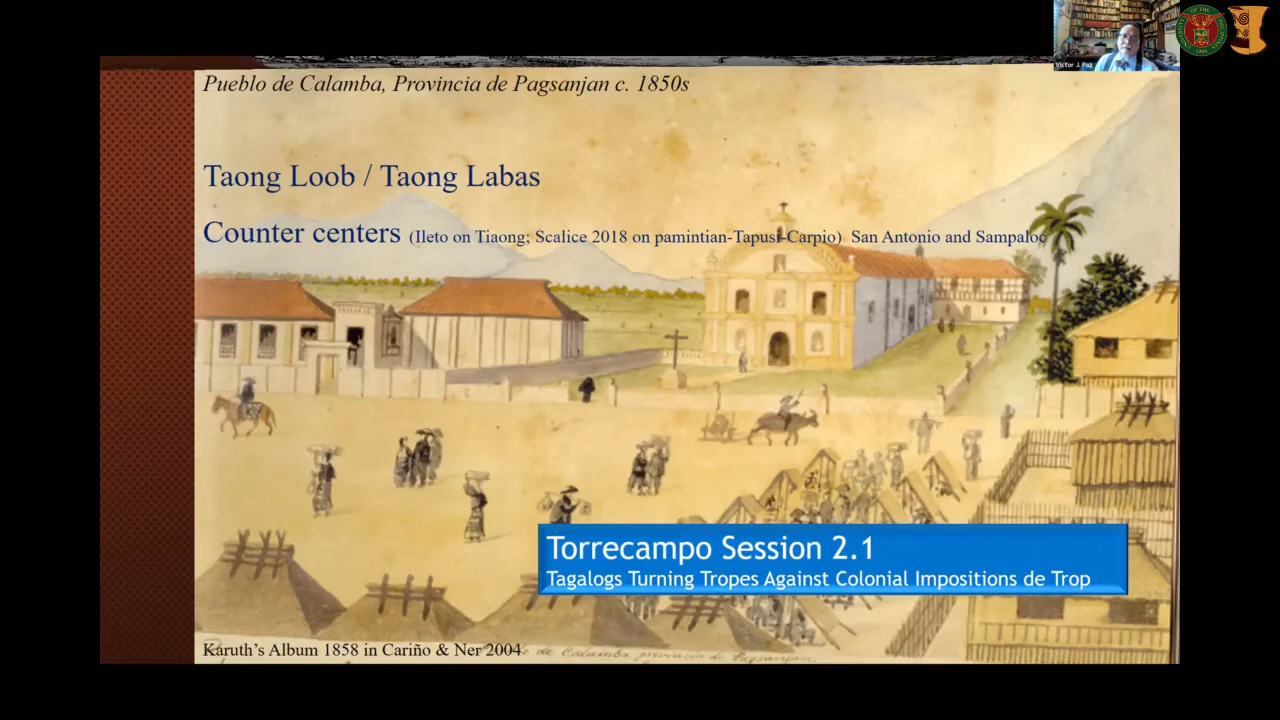 Pueblo de Calamba, Provincia de Pagsanjan c. 1850s
Taong Loob / Taong Labas
Counter centers (Ileto on Tiaong; Scalice 2018 on pamintian-Tapusi-Carpio)  San Antonio and Sampaloc
Victor J. Paz
Torrecampo Session 2.1
Tagalogs Turning Tropes Against Colonial Impositions de Trop
Karuth's Album 1858 in Cariño & Ner 2004
de Calamba provincia de Pagsanjan.